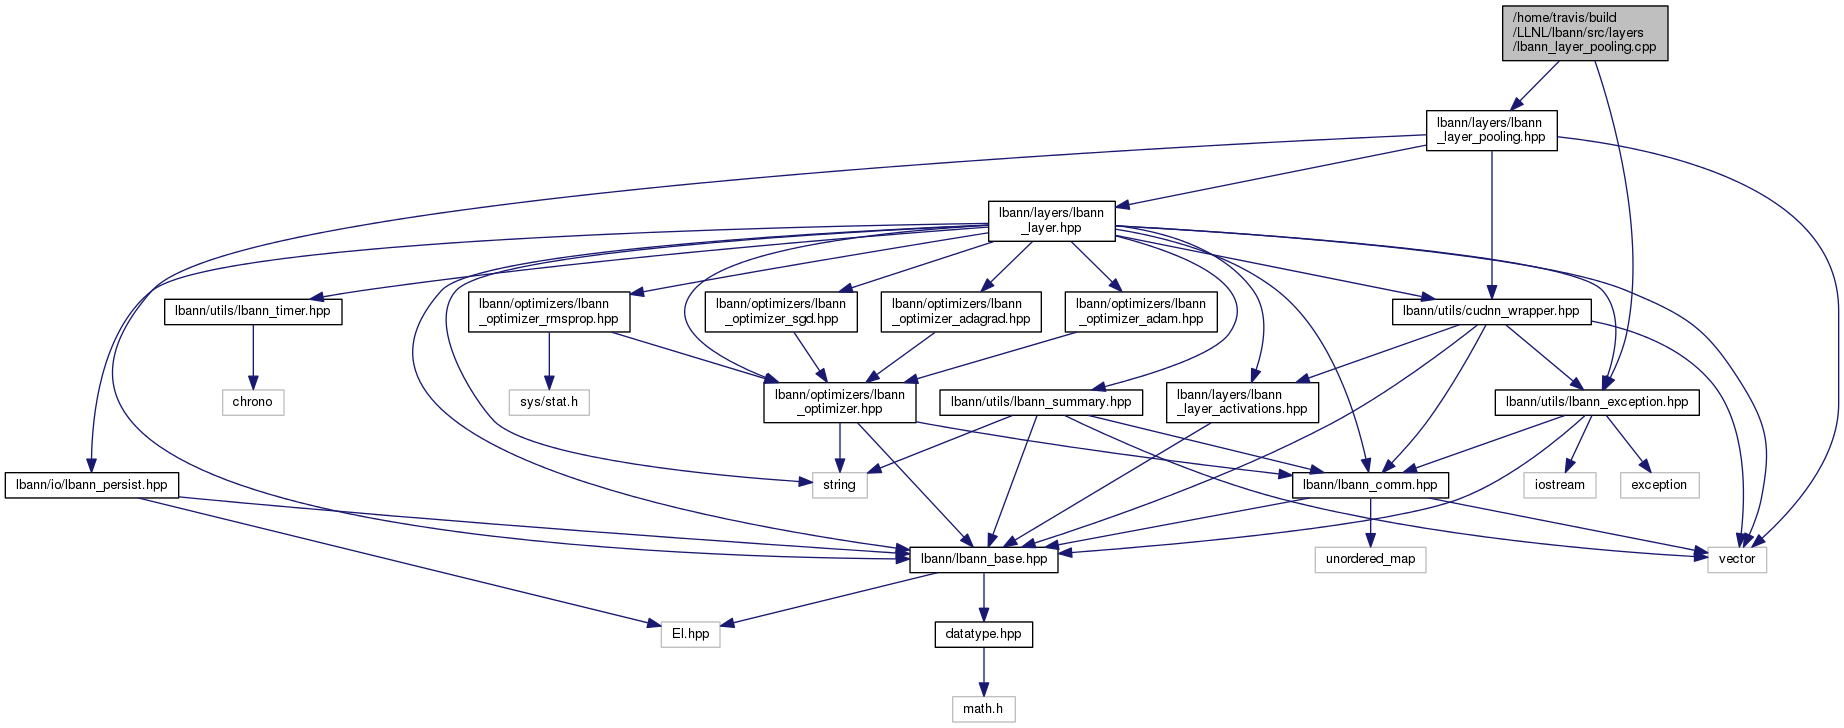 /home/travis/build
/LLNL/lbann/src/layers
/lbann_layer_pooling.cpp
lbann/layers/lbann
_layer_pooling.hpp
lbann/layers/lbann
_layer.hpp
lbann/utils/lbann_timer.hpp
lbann/optimizers/lbann
_optimizer_rmsprop.hpp
lbann/optimizers/lbann
_optimizer_sgd.hpp
lbann/optimizers/lbann
_optimizer_adagrad.hpp
lbann/optimizers/lbann
_optimizer_adam.hpp
lbann/utils/cudnn_wrapper.hpp
chrono
sys/stat.h
lbann/optimizers/lbann
_optimizer.hpp
lbann/utils/lbann_summary.hpp
lbann/layers/lbann
_layer_activations.hpp
lbann/utils/lbann_exception.hpp
lbann/io/lbann_persist.hpp
string
lbann/lbann_comm.hpp
iostream
exception
lbann/lbann_base.hpp
unordered_map
vector
El.hpp
datatype.hpp
math.h